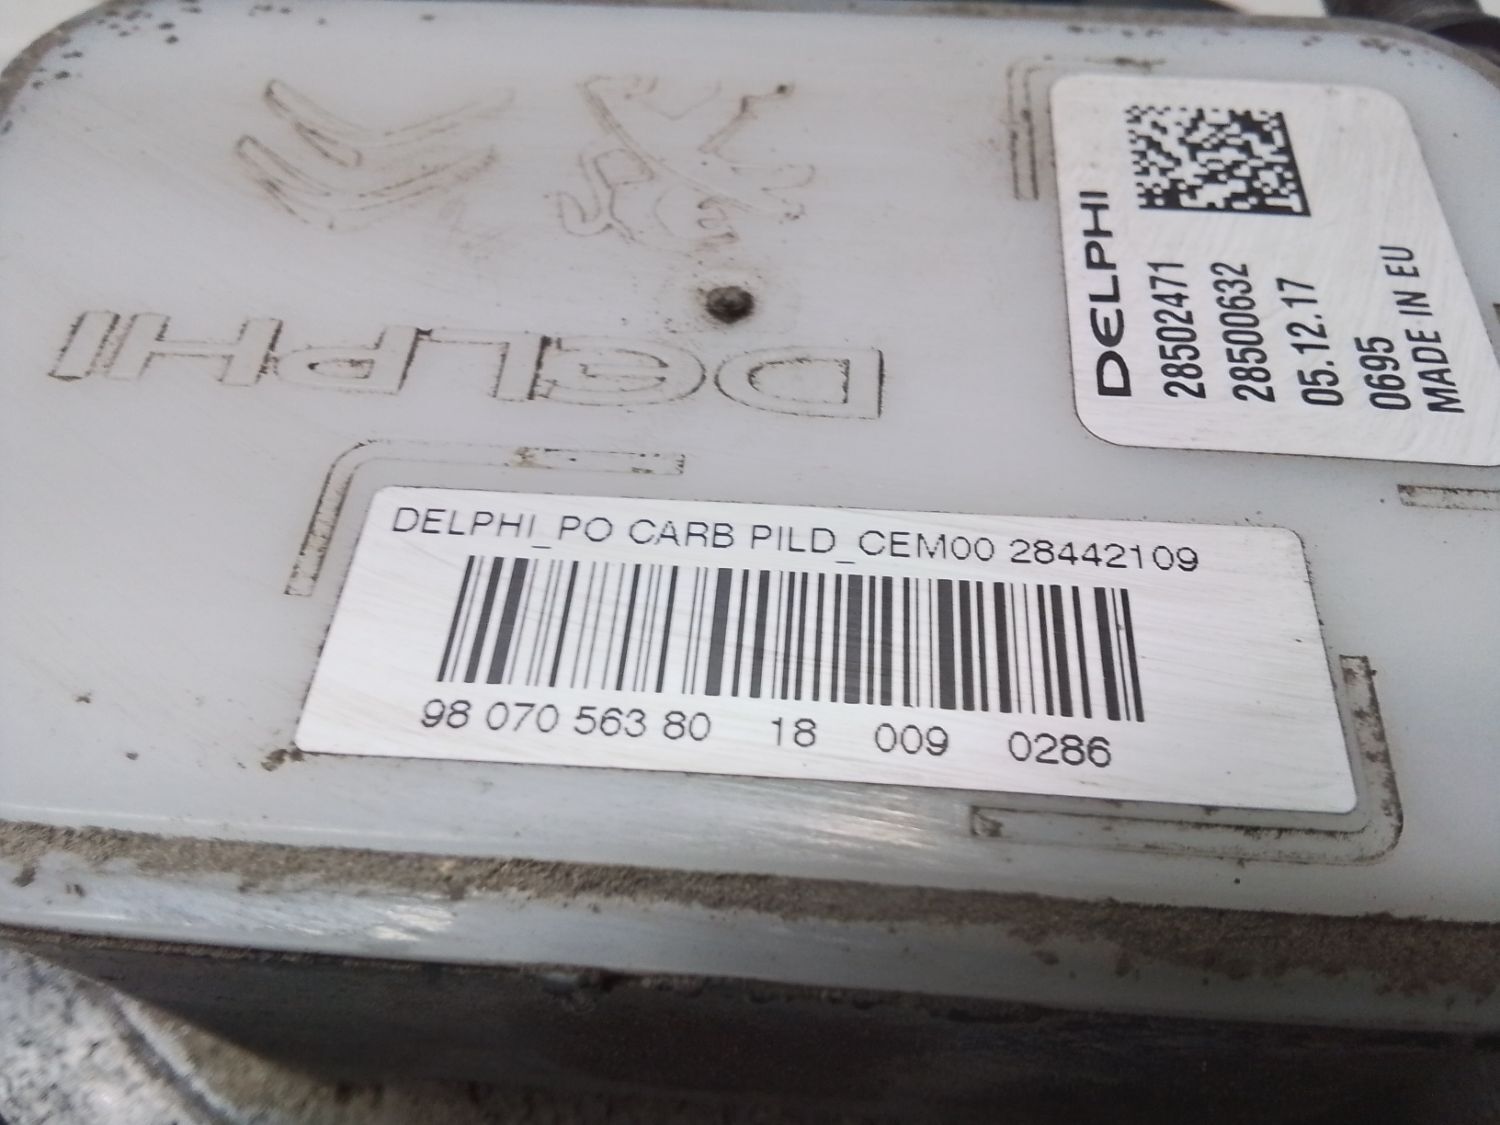 DELPHI
DELPHI
28502471
28500632
05.12.17
0695
MADE IN EU
DELPHI_PO CARB PILD_CEM00 28442109
98 070 563 80 18 009 0286